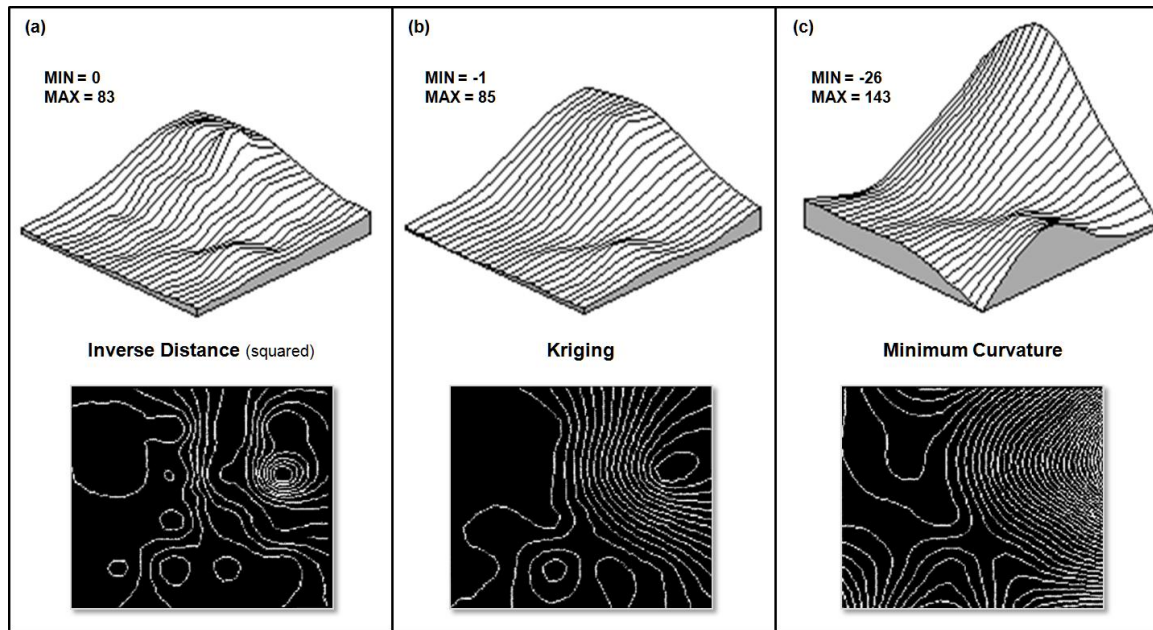 (a)
MIN = 0
MAX = 83
Inverse Distance (squared)
(b)
MIN = -1
MAX = 85
Kriging
(c)
MIN = -26
MAX = 143
Minimum Curvature